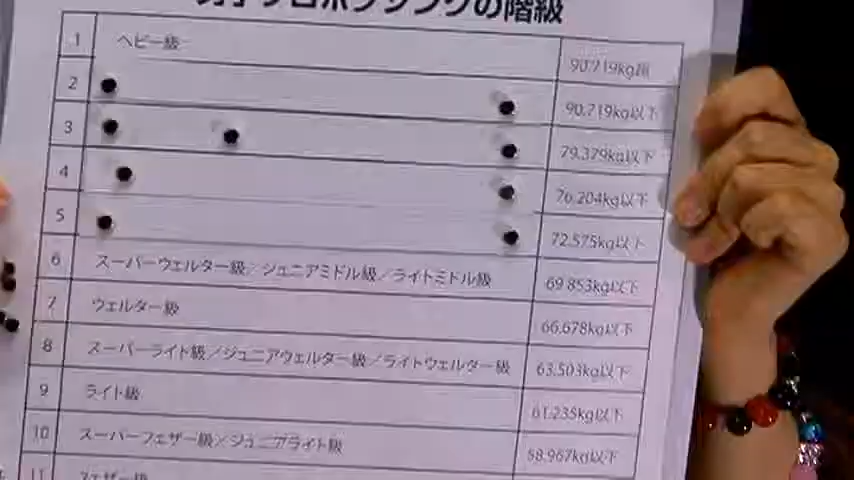 男子プロボクシングの階級
1 ヘビー級 90.719kg超
2 90.719kg以下
3 79.379kg以下
4 76.204kg以下
5 72.575kg以下
6 スーパーウェルター級／ジュニアミドル級／ライトミドル級 69.853kg以下
7 ウェルター級 66.678kg以下
8 スーパーライト級／ジュニアウェルター級／ライトウェルター級 63.503kg以下
9 ライト級 61.235kg以下
10 スーパーフェザー級／ジュニアライト級 58.967kg以下
11 フェザー級